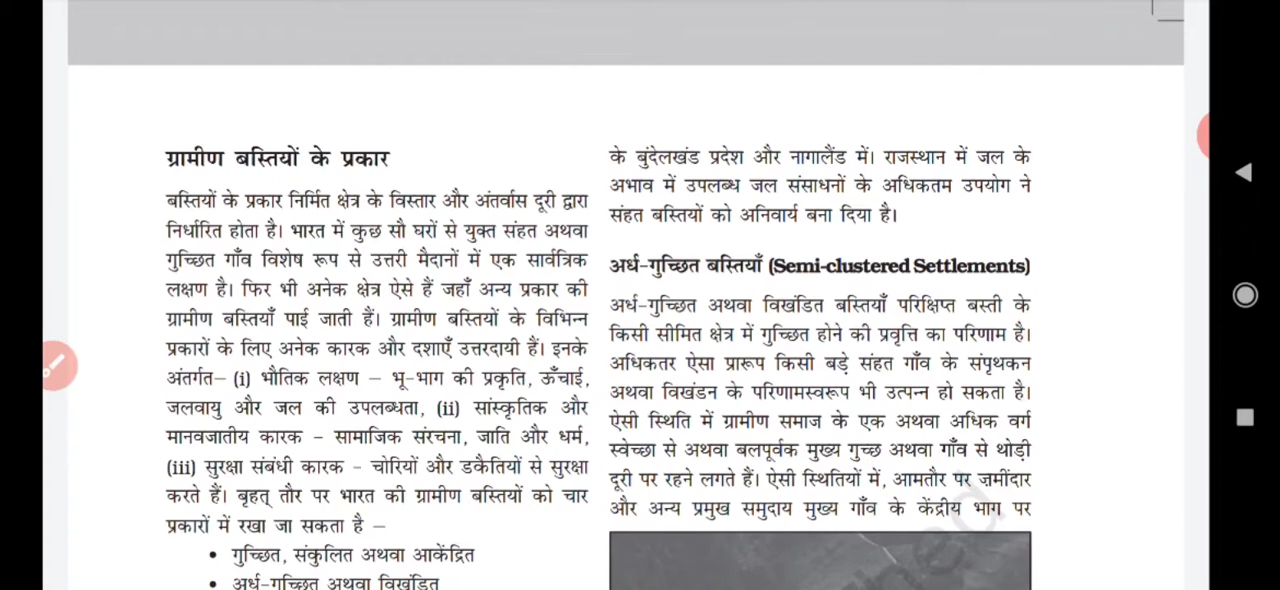 ग्रामीण बस्तियों के प्रकार
बस्तियों के प्रकार निर्मित क्षेत्र के विस्तार और अंतर्वास दूरी द्वारा
निर्धारित होता है। भारत में कुछ सौ घरों से युक्त संहत अथवा
गुच्छित गाँव विशेष रूप से उत्तरी मैदानों में एक सार्वत्रिक
लक्षण है। फिर भी अनेक क्षेत्र ऐसे हैं जहाँ अन्य प्रकार की
ग्रामीण बस्तियाँ पाई जाती हैं। ग्रामीण बस्तियों के विभिन्न
प्रकारों के लिए अनेक कारक और दशाएँ उत्तरदायी हैं। इनके
अंतर्गत– (i) भौतिक लक्षण – भू-भाग की प्रकृति, ऊँचाई,
जलवायु और जल की उपलब्धता, (ii) सांस्कृतिक और
मानवजातीय कारक – सामाजिक संरचना, जाति और धर्म,
(iii) सुरक्षा संबंधी कारक - चोरियों और डकैतियों से सुरक्षा
करते हैं। बृहत् तौर पर भारत की ग्रामीण बस्तियों को चार
प्रकारों में रखा जा सकता है –
• गुच्छित, संकुलित अथवा आकेंद्रित
• अर्ध-गुच्छित अथवा विखंडित
के बुंदेलखंड प्रदेश और नागालैंड में। राजस्थान में जल के
अभाव में उपलब्ध जल संसाधनों के अधिकतम उपयोग ने
संहत बस्तियों को अनिवार्य बना दिया है।
अर्ध-गुच्छित बस्तियाँ (Semi-clustered Settlements)
अर्ध-गुच्छित अथवा विखंडित बस्तियाँ परिक्षिप्त बस्ती के
किसी सीमित क्षेत्र में गुच्छित होने की प्रवृत्ति का परिणाम है।
अधिकतर ऐसा प्रारूप किसी बड़े संहत गाँव के संपृथकन
अथवा विखंडन के परिणामस्वरूप भी उत्पन्न हो सकता है।
ऐसी स्थिति में ग्रामीण समाज के एक अथवा अधिक वर्ग
स्वेच्छा से अथवा बलपूर्वक मुख्य गुच्छ अथवा गाँव से थोड़ी
दूरी पर रहने लगते हैं। ऐसी स्थितियों में, आमतौर पर जमींदार
और अन्य प्रमुख समुदाय मुख्य गाँव के केंद्रीय भाग पर